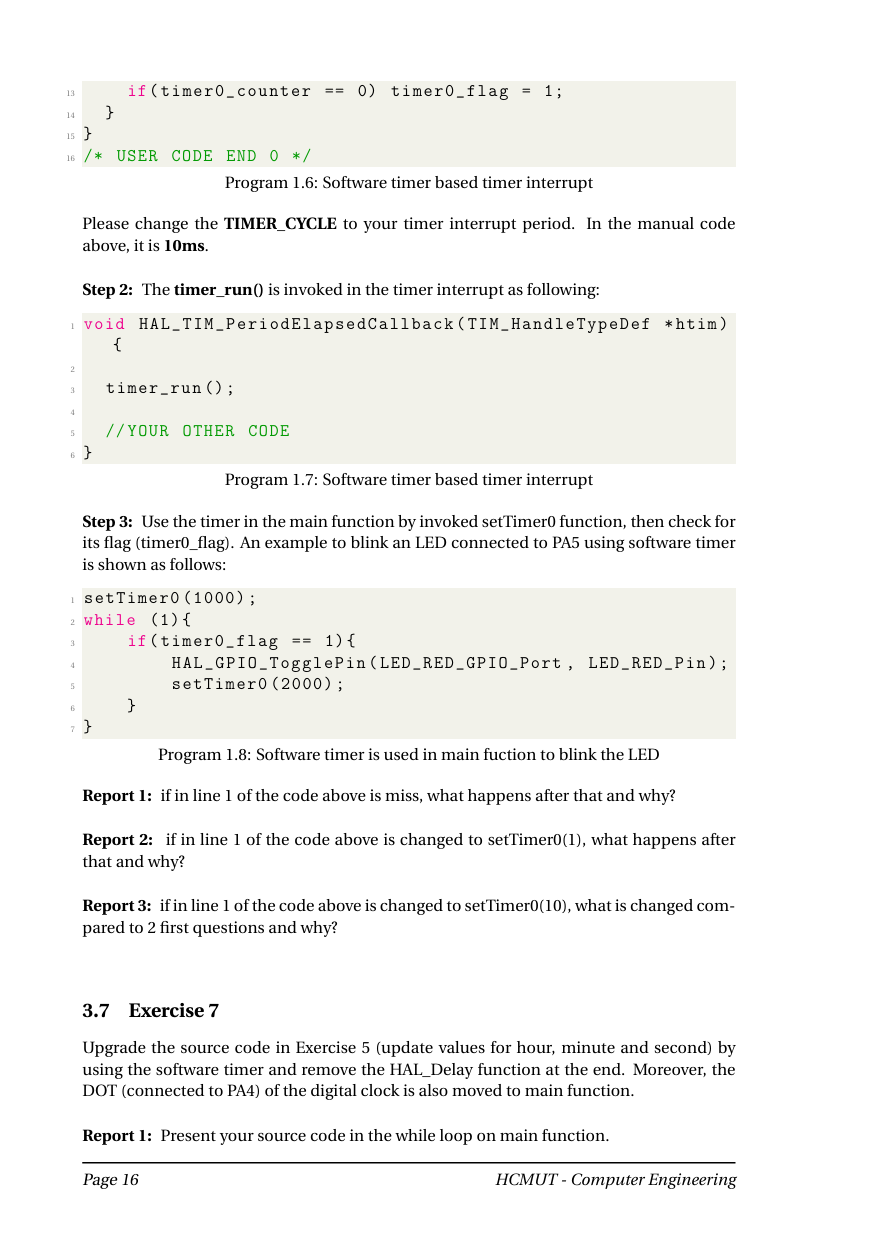 13 if(timer0_counter == 0) timer0_flag = 1;
14 }
15 }
16 /* USER CODE END 0 */
Program 1.6: Software timer based timer interrupt
Please change the TIMER_CYCLE to your timer interrupt period. In the manual code
above, it is 10ms.
Step 2: The timer_run() is invoked in the timer interrupt as following:
1 void HAL_TIM_PeriodElapsedCallback(TIM_HandleTypeDef *htim)
{
2
3 timer_run();
4
5 //YOUR OTHER CODE
6 }
Program 1.7: Software timer based timer interrupt
Step 3: Use the timer in the main function by invoked setTimer0 function, then check for
its flag (timer0_flag). An example to blink an LED connected to PA5 using software timer
is shown as follows:
1 setTimer0(1000);
2 while (1){
3 if(timer0_flag == 1){
4 HAL_GPIO_TogglePin(LED_RED_GPIO_Port, LED_RED_Pin);
5 setTimer0(2000);
6 }
7 }
Program 1.8: Software timer is used in main fuction to blink the LED
Report 1: if in line 1 of the code above is miss, what happens after that and why?
Report 2: if in line 1 of the code above is changed to setTimer0(1), what happens after
that and why?
Report 3: if in line 1 of the code above is changed to setTimer0(10), what is changed com-
pared to 2 first questions and why?
3.7 Exercise 7
Upgrade the source code in Exercise 5 (update values for hour, minute and second) by
using the software timer and remove the HAL_Delay function at the end. Moreover, the
DOT (connected to PA4) of the digital clock is also moved to main function.
Report 1: Present your source code in the while loop on main function.
Page 16 HCMUT - Computer Engineering